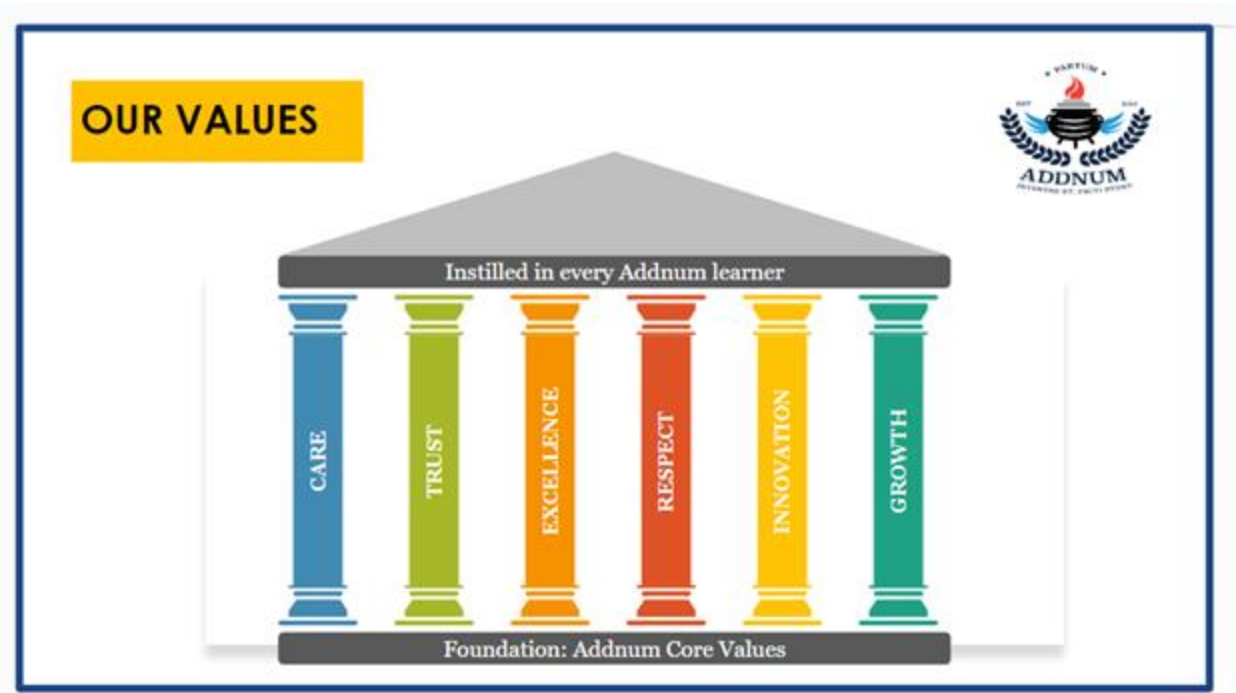 OUR VALUES
ADDNUM
Instilled in every Addnum learner
CARE
TRUST
EXCELLENCE
RESPECT
INNOVATION
GROWTH
Foundation: Addnum Core Values